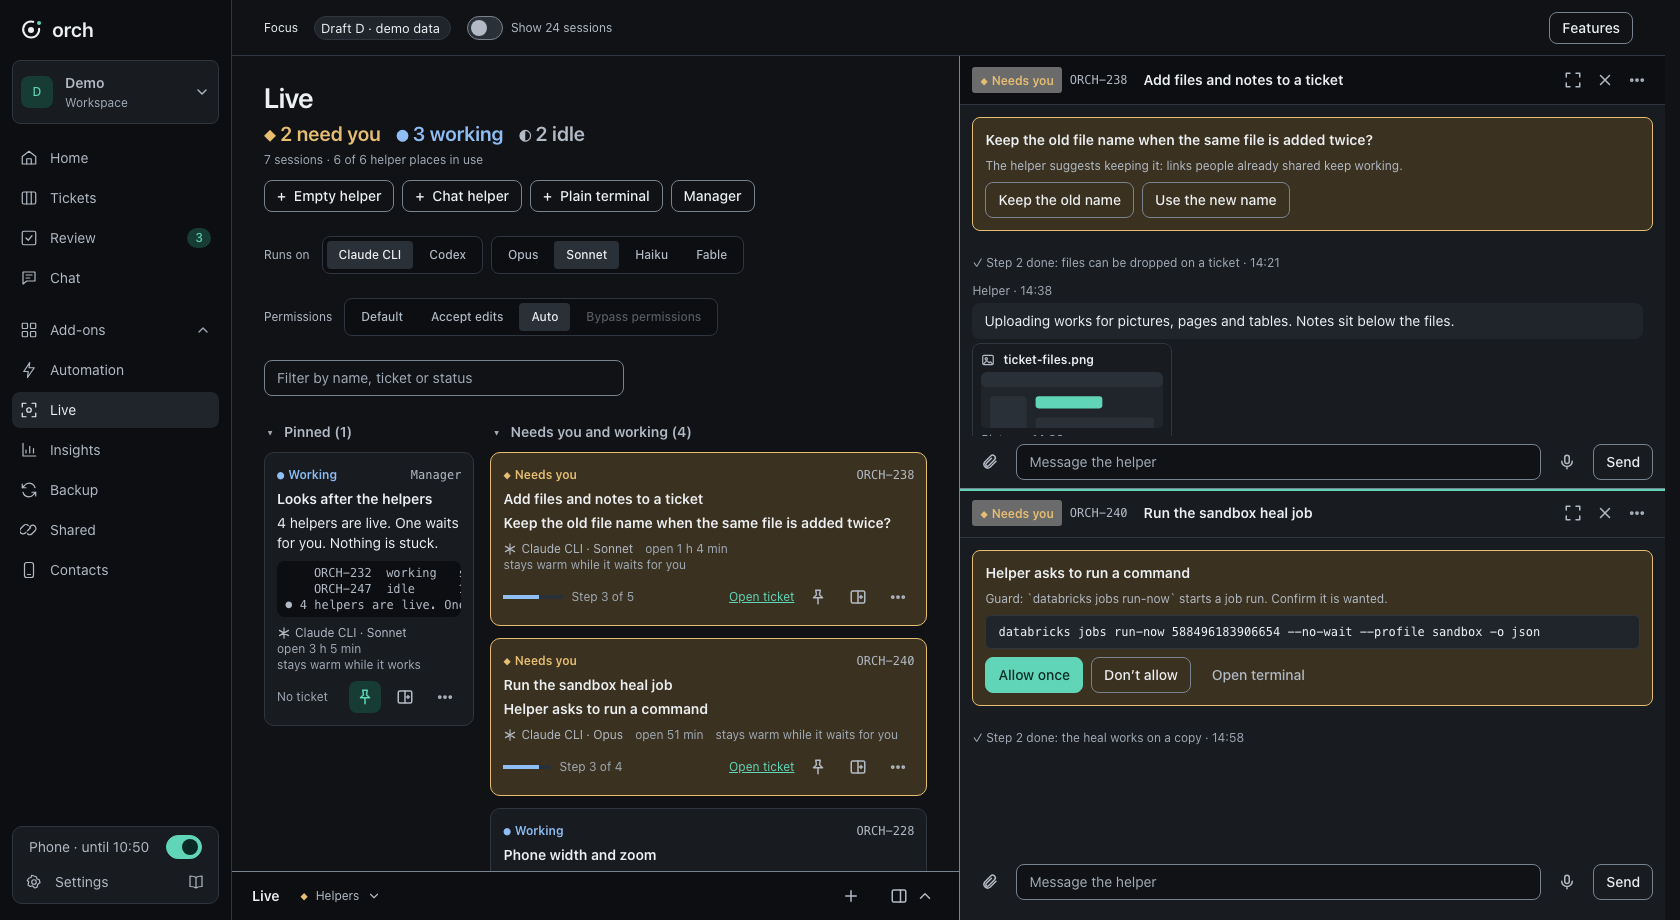 orch
D
Demo
Workspace
Home
Tickets
Review
3
Chat
Add-ons
Automation
Live
Insights
Backup
Shared
Contacts
Phone · until 10:50
Settings
Focus
Draft D · demo data
Show 24 sessions
Features
Live
2 need you
3 working
2 idle
7 sessions · 6 of 6 helper places in use
+ Empty helper
+ Chat helper
+ Plain terminal
Manager
Runs on
Claude CLI
Codex
Opus
Sonnet
Haiku
Fable
Permissions
Default
Accept edits
Auto
Bypass permissions
Filter by name, ticket or status
Pinned (1)
Working
Manager
Looks after the helpers
4 helpers are live. One waits
for you. Nothing is stuck.
ORCH-232 working
ORCH-247 idle
● 4 helpers are live.
Claude CLI · Sonnet
open 3 h 5 min
stays warm while it works
No ticket
Needs you and working (4)
Needs you
ORCH-238
Add files and notes to a ticket
Keep the old file name when the same file is added twice?
Claude CLI · Sonnet open 1 h 4 min
stays warm while it waits for you
Step 3 of 5
Open ticket
Needs you
ORCH-240
Run the sandbox heal job
Helper asks to run a command
Claude CLI · Opus open 51 min stays warm while it waits for you
Step 3 of 4
Open ticket
Working
ORCH-228
Phone width and zoom
Live
Helpers
Needs you
ORCH-238
Add files and notes to a ticket
Keep the old file name when the same file is added twice?
The helper suggests keeping it: links people already shared keep working.
Keep the old name
Use the new name
✓ Step 2 done: files can be dropped on a ticket · 14:21
Helper · 14:38
Uploading works for pictures, pages and tables. Notes sit below the files.
ticket-files.png
Message the helper
Send
Needs you
ORCH-240
Run the sandbox heal job
Helper asks to run a command
Guard: `databricks jobs run-now` starts a job run. Confirm it is wanted.
databricks jobs run-now 588496183906654 --no-wait --profile sandbox -o json
Allow once
Don't allow
Open terminal
✓ Step 2 done: the heal works on a copy · 14:58
Message the helper
Send